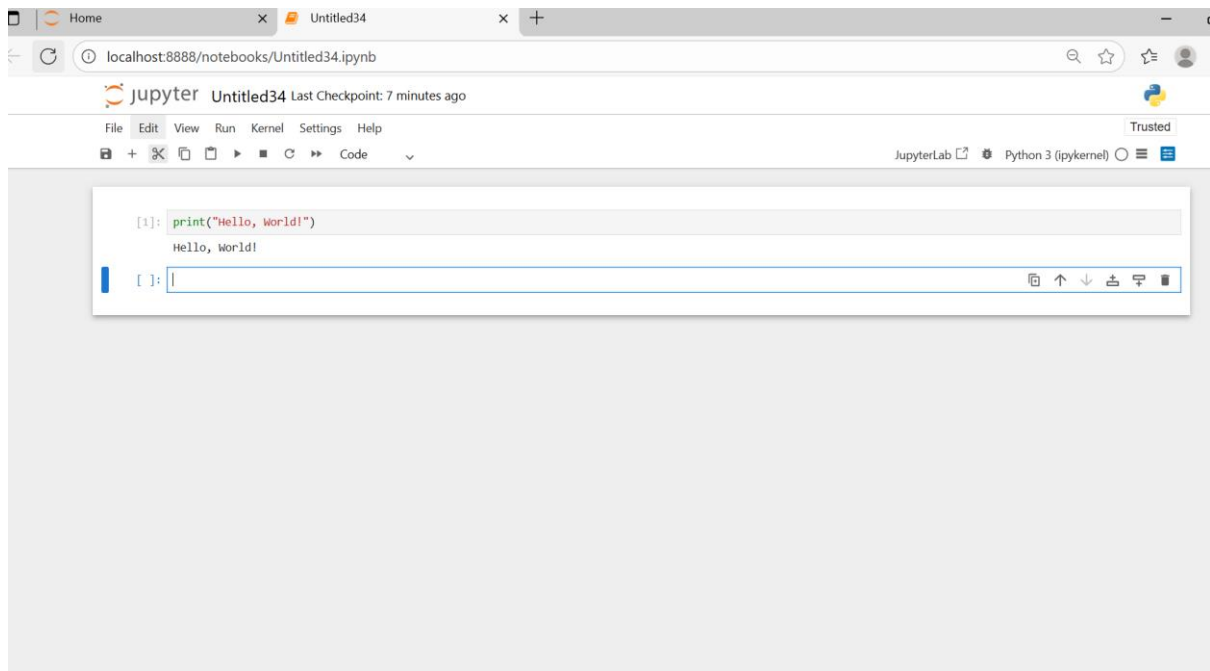 Home
Untitled34
localhost:8888/notebooks/Untitled34.ipynb
jupyter Untitled34 Last Checkpoint: 7 minutes ago
File Edit View Run Kernel Settings Help
Trusted
Code
JupyterLab
Python 3 (ipykernel)
[1]: print("Hello, World!")
Hello, World!
[ ]: